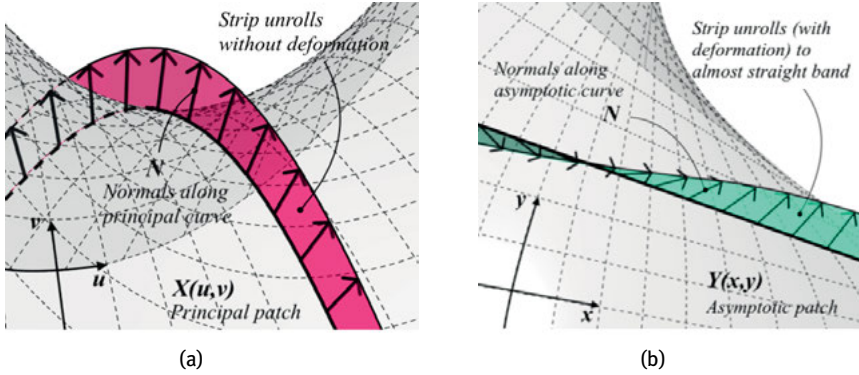 Strip unrolls
without deformation
N
Normals along
principal curve
v
u
X(u,v)
Principal patch
(a)
Strip unrolls (with
deformation) to
almost straight band
Normals along
asymptotic curve
N
y
x
Y(x,y)
Asymptotic patch
(b)